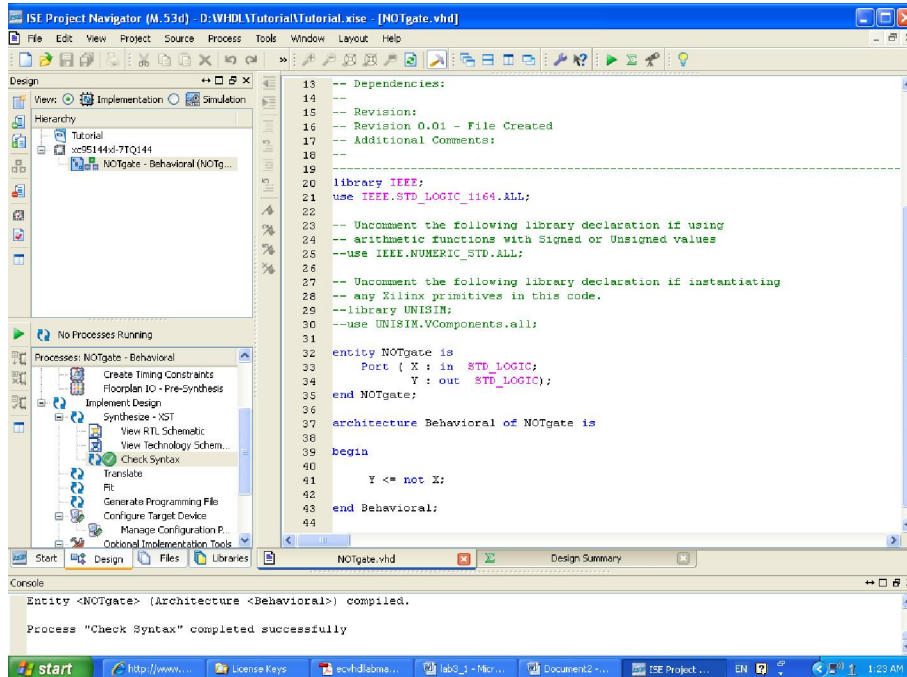 ISE Project Navigator (M.53d) - D:\WHDL\Tutorial\Tutorial.xise - [NOTgate.vhd]
File Edit View Project Source Process Tools Window Layout Help
Design
View: Implementation Simulation
Hierarchy
Tutorial
xc95144xl-7TQ144
NOTgate - Behavioral (NOTg...
No Processes Running
Processes: NOTgate - Behavioral
Create Timing Constraints
Floorplan IO - Pre-Synthesis
Implement Design
Synthesize - XST
View RTL Schematic
View Technology Schem...
Check Syntax
Translate
Fit
Generate Programming File
Configure Target Device
Manage Configuration P...
Optional Implementation Tools
Start Design Files Libraries
13 -- Dependencies:
14 --
15 -- Revision:
16 -- Revision 0.01 - File Created
17 -- Additional Comments:
18 --
19 ----------------------------------------------------------------------------------
20 library IEEE;
21 use IEEE.STD_LOGIC_1164.ALL;
22
23 -- Uncomment the following library declaration if using
24 -- arithmetic functions with Signed or Unsigned values
25 --use IEEE.NUMERIC_STD.ALL;
26
27 -- Uncomment the following library declaration if instantiating
28 -- any Xilinx primitives in this code.
29 --library UNISIM;
30 --use UNISIM.VComponents.all;
31
32 entity NOTgate is
33 Port ( X : in STD_LOGIC;
34 Y : out STD_LOGIC);
35 end NOTgate;
36
37 architecture Behavioral of NOTgate is
38
39 begin
40
41 Y <= not X;
42
43 end Behavioral;
44
NOTgate.vhd Design Summary
Console
Entity <NOTgate> (Architecture <Behavioral>) compiled.
Process "Check Syntax" completed successfully
start http://www.... License Keys ecvhdllabma... lab3_1 - Micr... Document2 -... ISE Project ... EN 1:23 AM